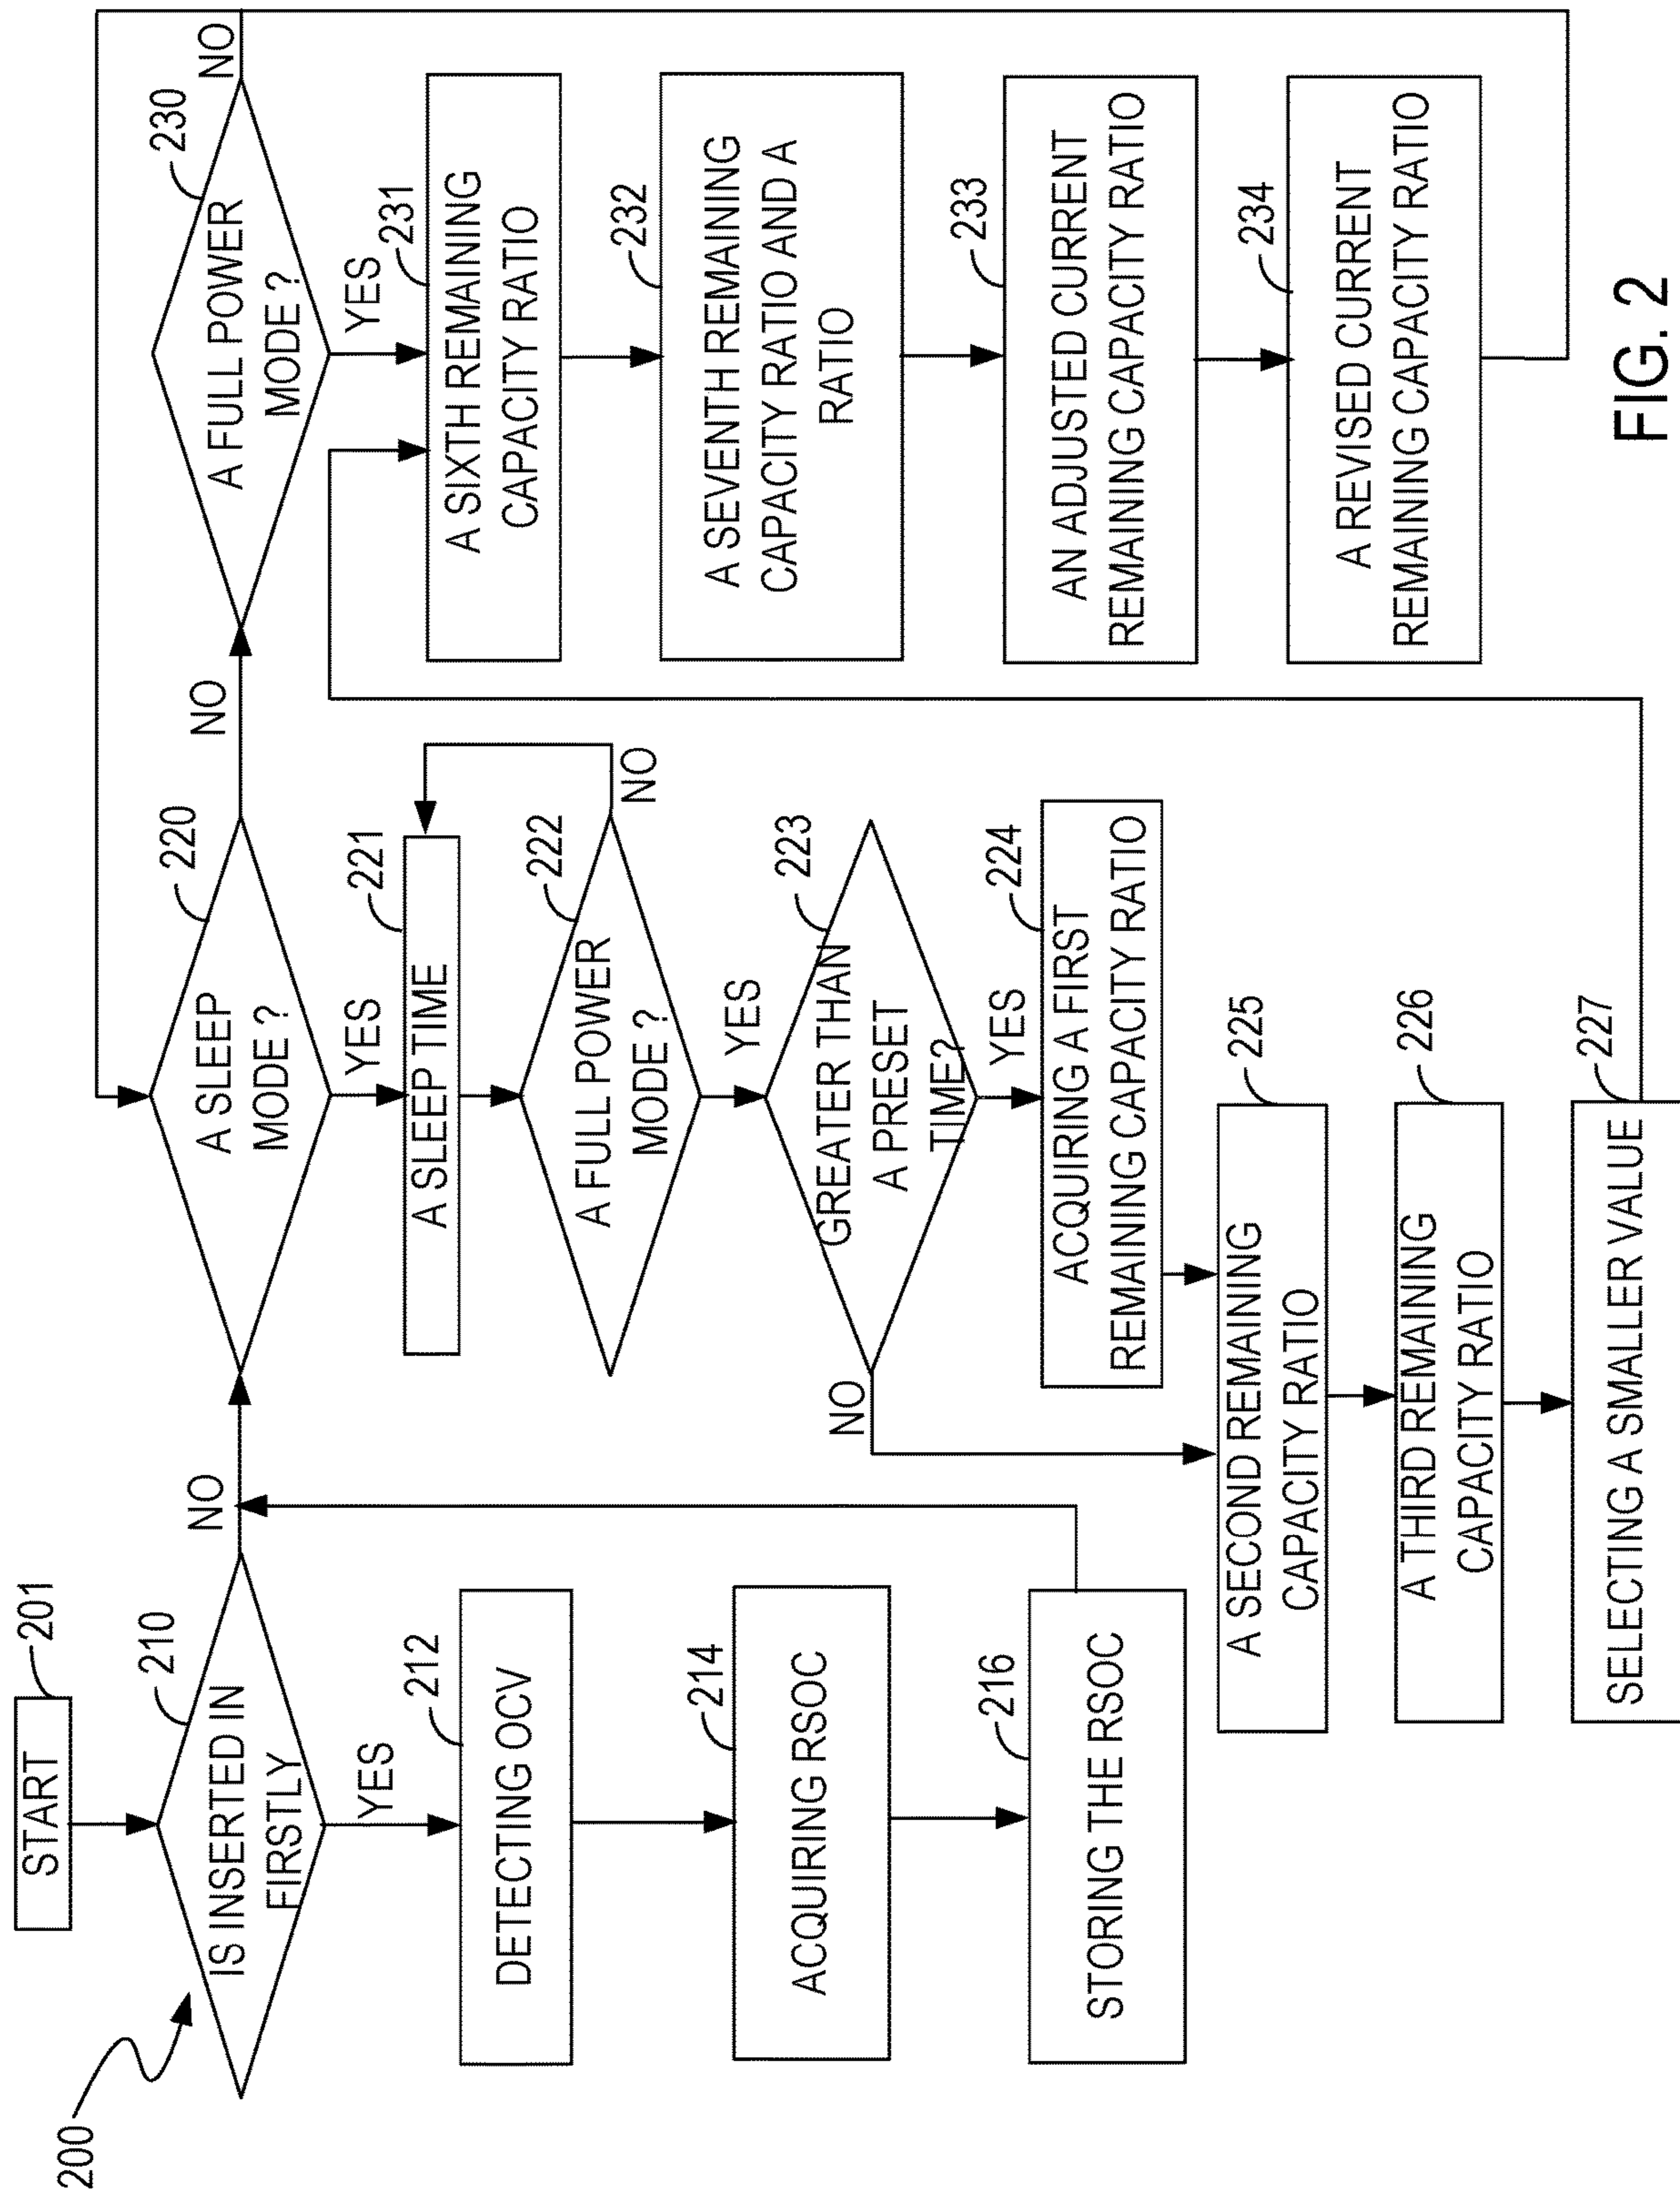 200
START
201
IS INSERTED IN
FIRSTLY
210
NO
YES
DETECTING OCV
212
ACQUIRING RSOC
214
STORING THE RSOC
216
A SLEEP
MODE ?
220
NO
YES
A SLEEP TIME
221
A FULL POWER
MODE ?
222
NO
YES
GREATER THAN
A PRESET
TIME?
223
NO
YES
ACQUIRING A FIRST
REMAINING CAPACITY RATIO
224
A SECOND REMAINING
CAPACITY RATIO
225
A THIRD REMAINING
CAPACITY RATIO
226
SELECTING A SMALLER VALUE
227
A FULL POWER
MODE ?
230
NO
YES
A SIXTH REMAINING
CAPACITY RATIO
231
A SEVENTH REMAINING
CAPACITY RATIO AND A
RATIO
232
AN ADJUSTED CURRENT
REMAINING CAPACITY RATIO
233
A REVISED CURRENT
REMAINING CAPACITY RATIO
234
FIG. 2